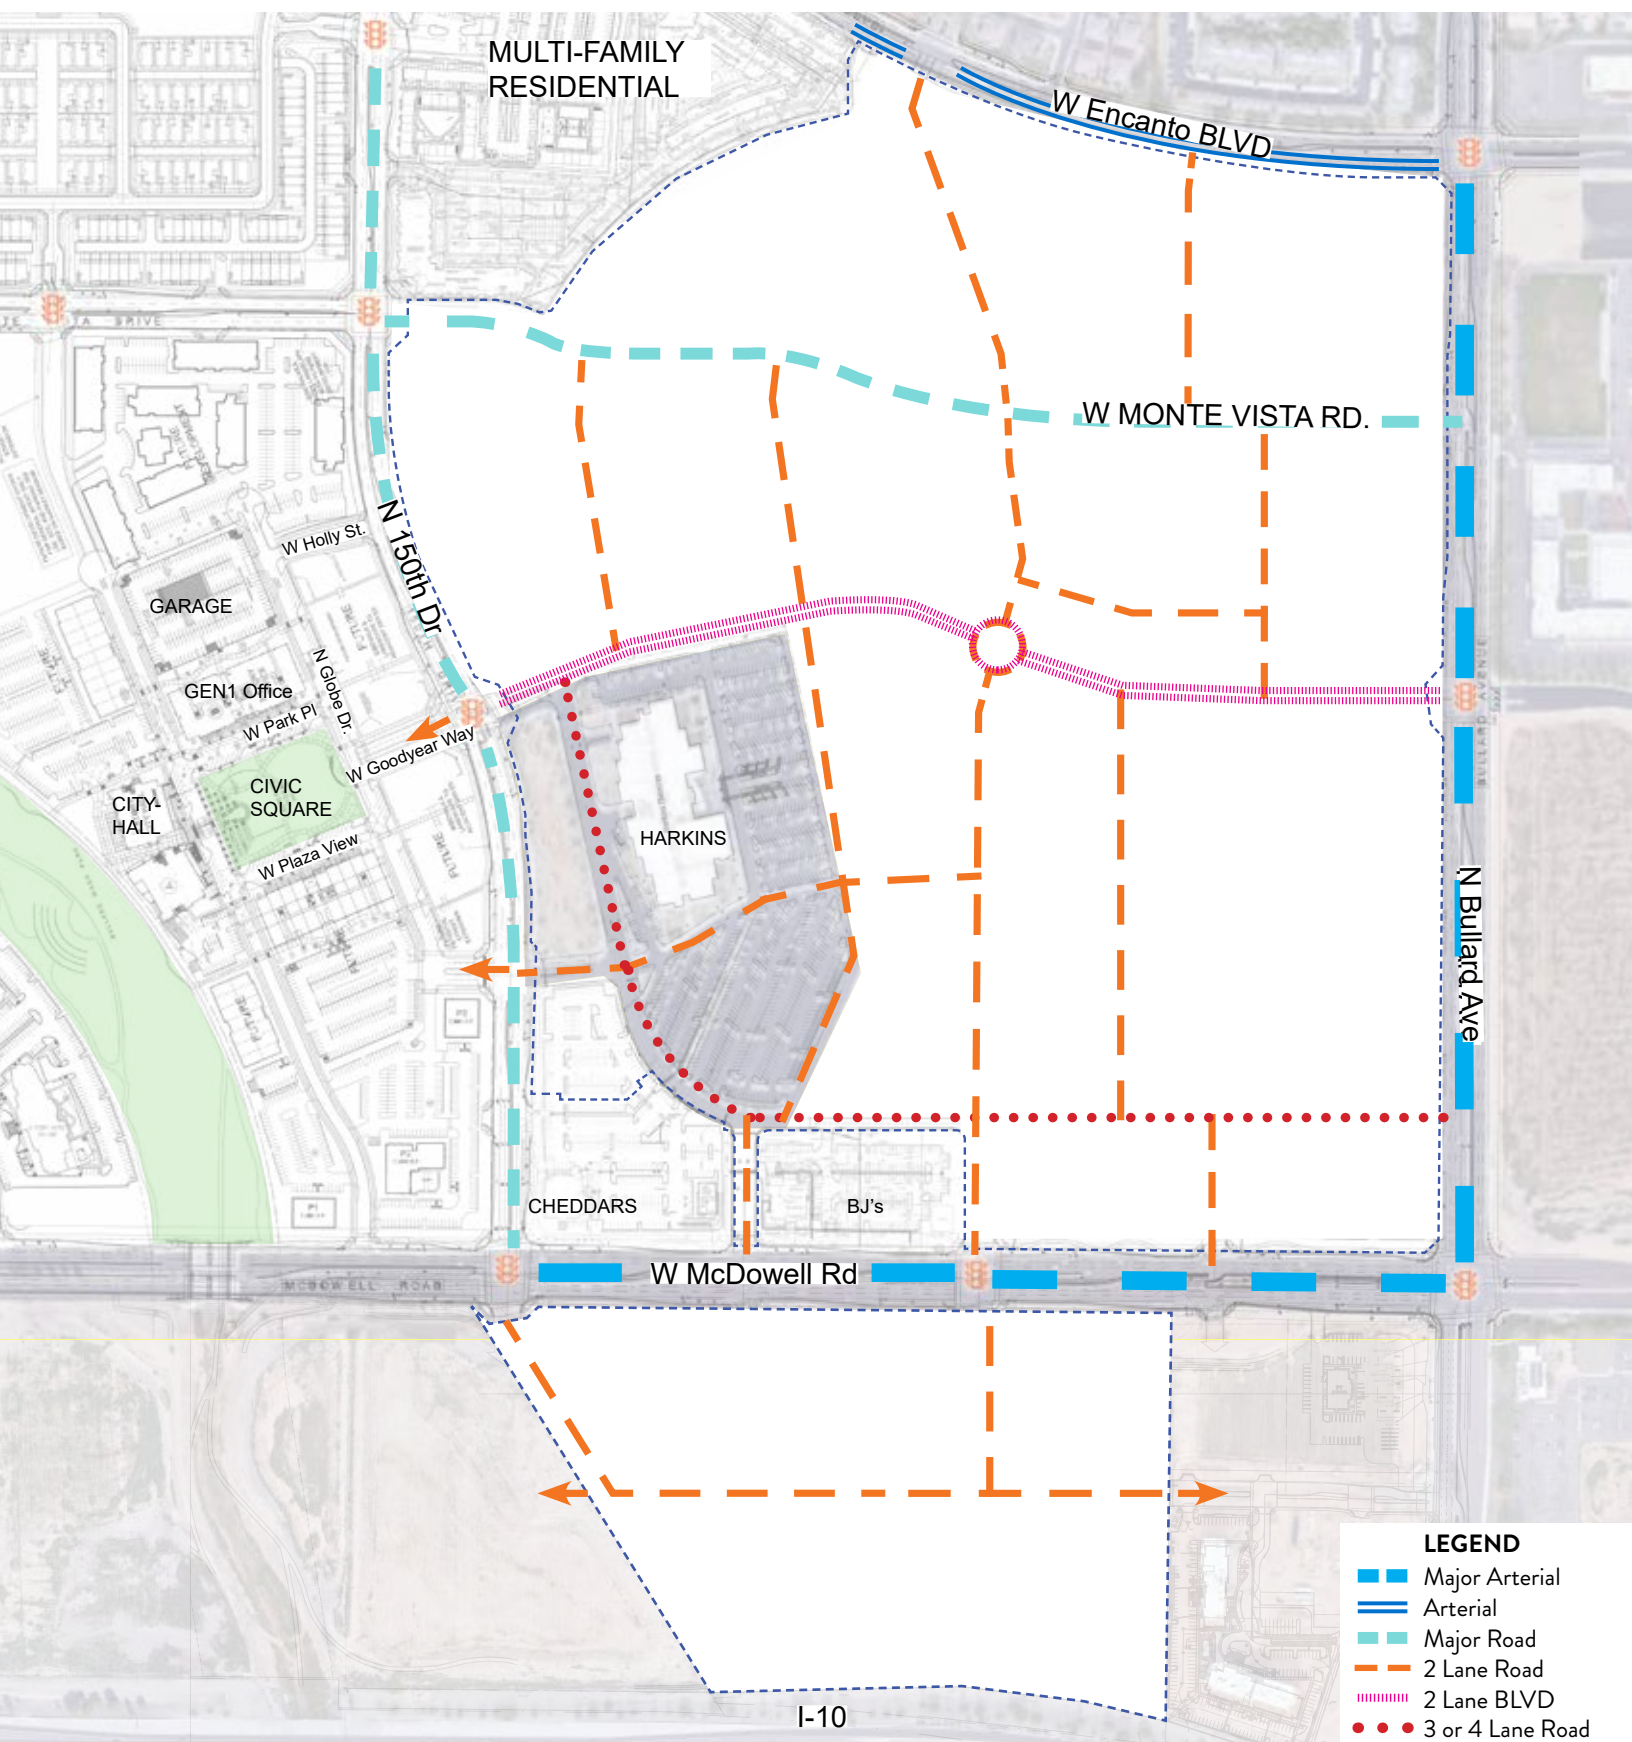 MULTI-FAMILY
RESIDENTIAL
W Encanto BLVD
W MONTE VISTA RD.
N 150th Dr
W Holly St.
GARAGE
N Globe Dr.
GEN1 Office
W Park Pl
W Goodyear Way
CIVIC
SQUARE
CITY-
HALL
W Plaza View
HARKINS
N Bullard Ave
CHEDDARS
BJ's
W McDowell Rd
MCDOWELL ROAD
I-10
LEGEND
Major Arterial
Arterial
Major Road
2 Lane Road
2 Lane BLVD
3 or 4 Lane Road